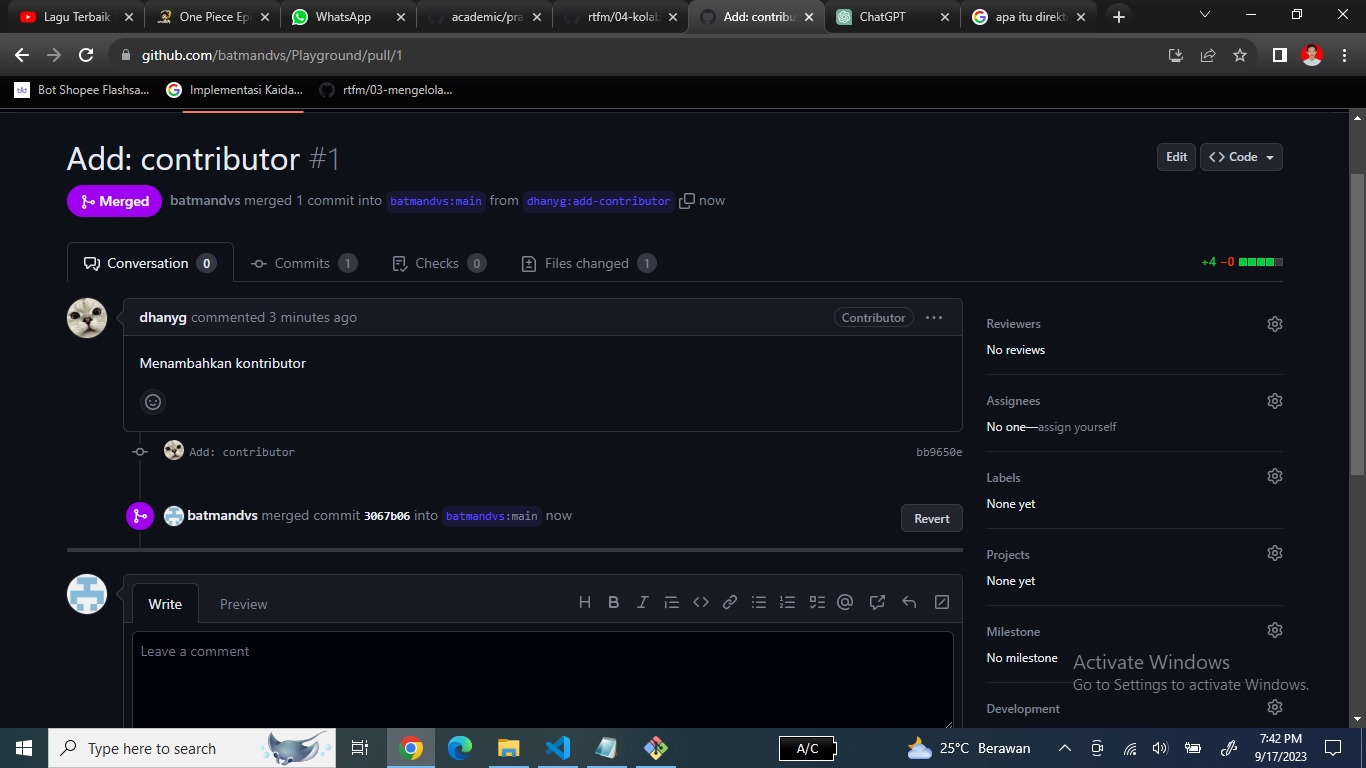 Lagu Terbaik
One Piece Ep
WhatsApp
academic/pra
rtfm/04-kolab
Add: contribu
ChatGPT
apa itu direkt
github.com/batmandvs/Playground/pull/1
Bot Shopee Flashsa...
Implementasi Kaida...
rtfm/03-mengelola...
Add: contributor #1
Edit
<> Code
Merged
batmandvs merged 1 commit into batmandvs:main from dhanyg:add-contributor now
Conversation 0
Commits 1
Checks 0
Files changed 1
+4 −0
dhanyg commented 3 minutes ago
Contributor
Menambahkan kontributor
Add: contributor
bb9650e
batmandvs merged commit 3067b06 into batmandvs:main now
Revert
Write
Preview
Leave a comment
Reviewers
No reviews
Assignees
No one—assign yourself
Labels
None yet
Projects
None yet
Milestone
No milestone
Development
Activate Windows
Go to Settings to activate Windows.
Type here to search
A/C
25°C Berawan
7:42 PM
9/17/2023